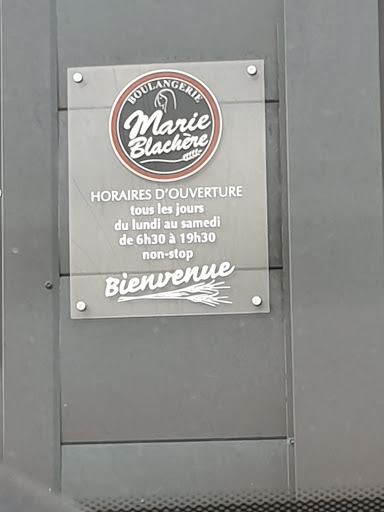 BOULANGERIE
Marie
Blachère
HORAIRES D'OUVERTURE
tous les jours
du lundi au samedi
de 6h30 à 19h30
non-stop
Bienvenue